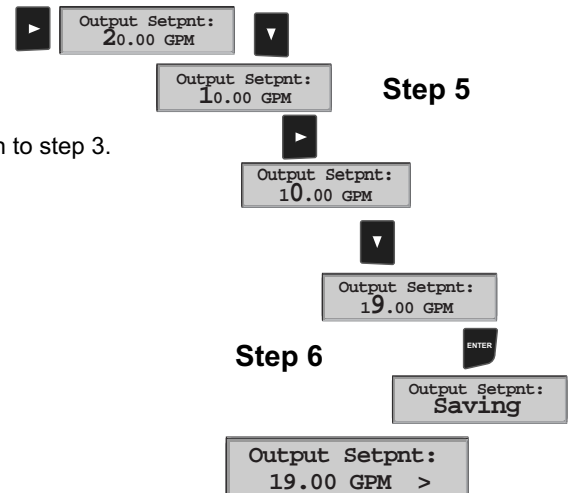 Output Setpnt:
20.00 GPM
Output Setpnt:
10.00 GPM
Step 5
to step 3.
Output Setpnt:
10.00 GPM
Output Setpnt:
19.00 GPM
Step 6
ENTER
Output Setpnt:
Saving
Output Setpnt:
19.00 GPM >